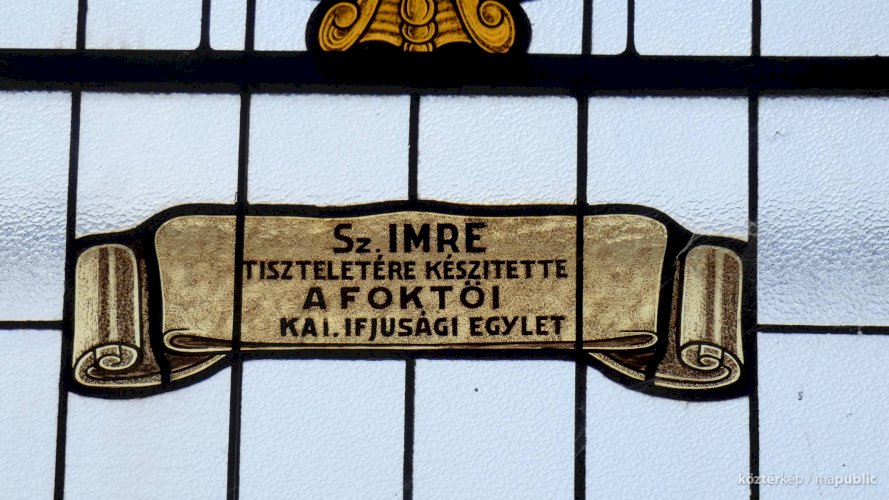 Sz. IMRE
TISZTELETÉRE KÉSZITETTE
A FOKTÖI
KAT. IFJUSÁGI EGYLET
köztérkép / mapublic